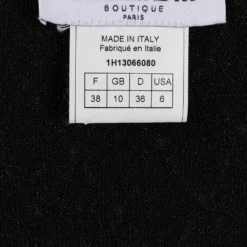 BOUTIQUE
PARIS
MADE IN ITALY
Fabriqué en Italie
1H13066080
F GB D USA
38 10 36 6